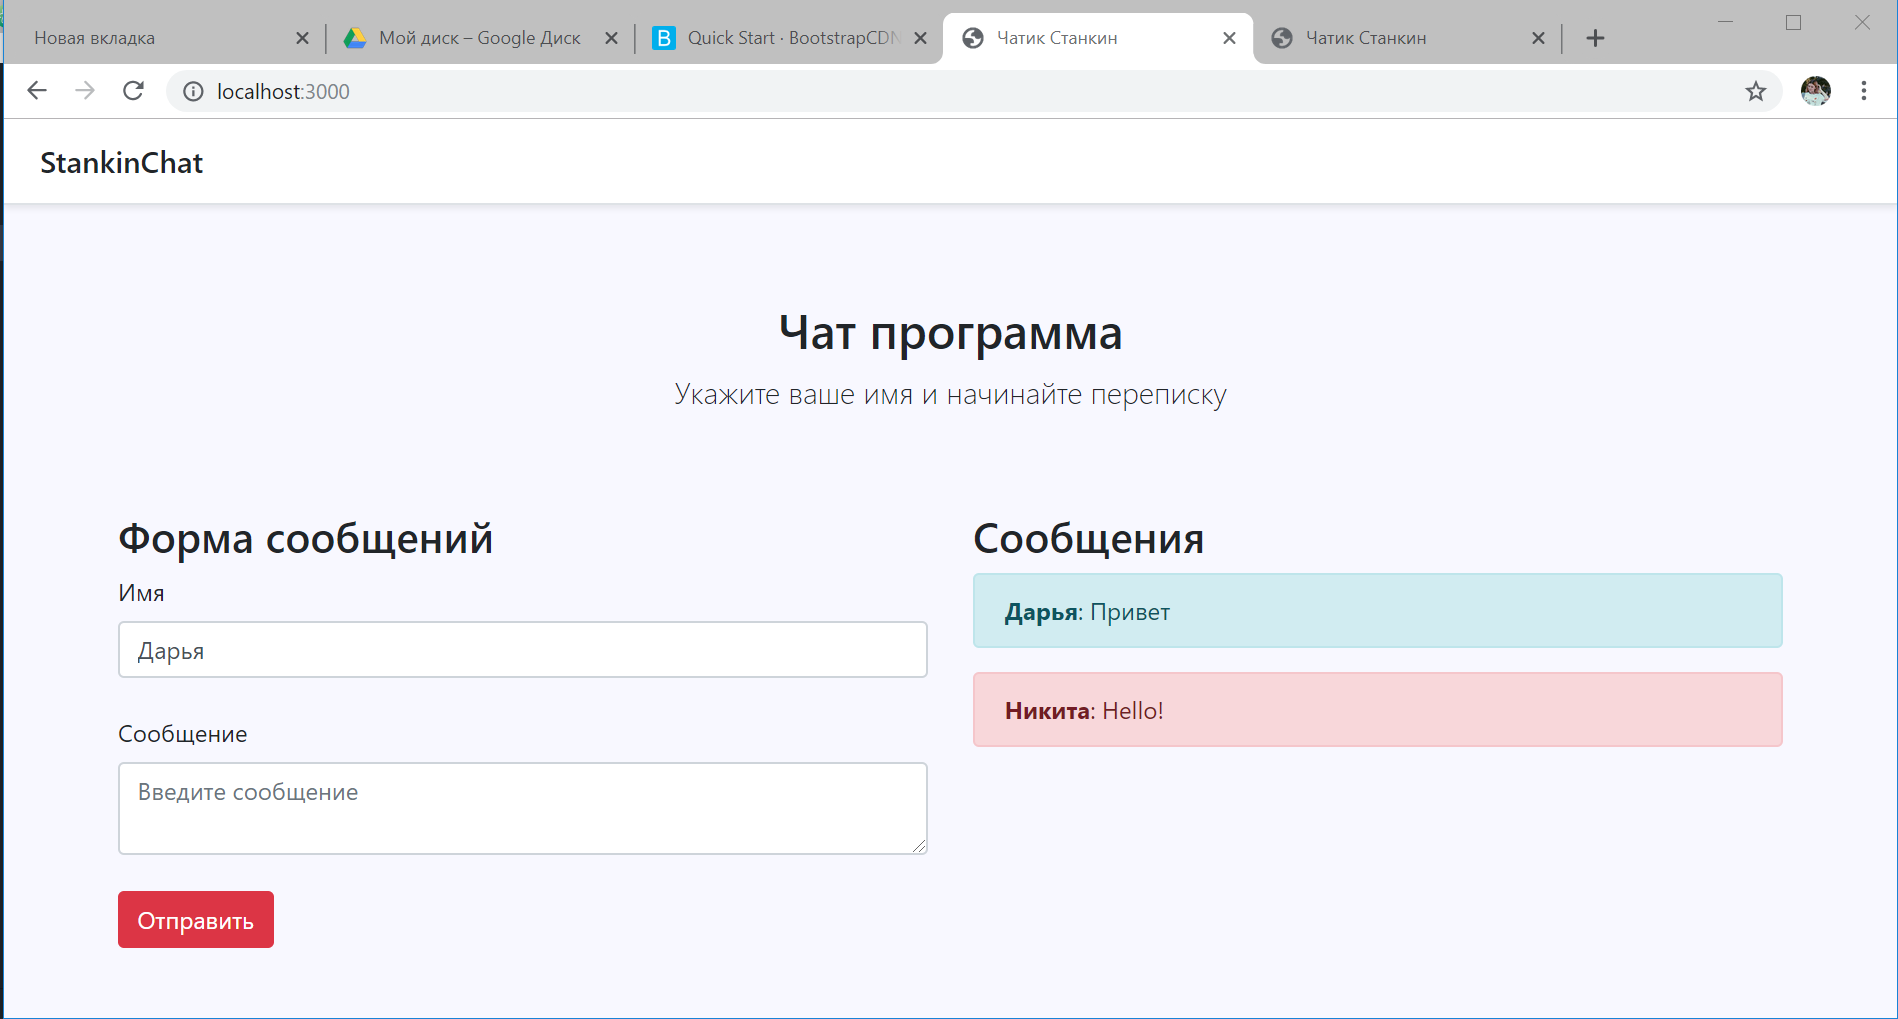 Новая вкладка
Мой диск – Google Диск
Quick Start · BootstrapCDN
Чатик Станкин
Чатик Станкин
localhost:3000
StankinChat
Чат программа
Укажите ваше имя и начинайте переписку
Форма сообщений
Имя
Дарья
Сообщение
Введите сообщение
Отправить
Сообщения
Дарья: Привет
Никита: Hello!